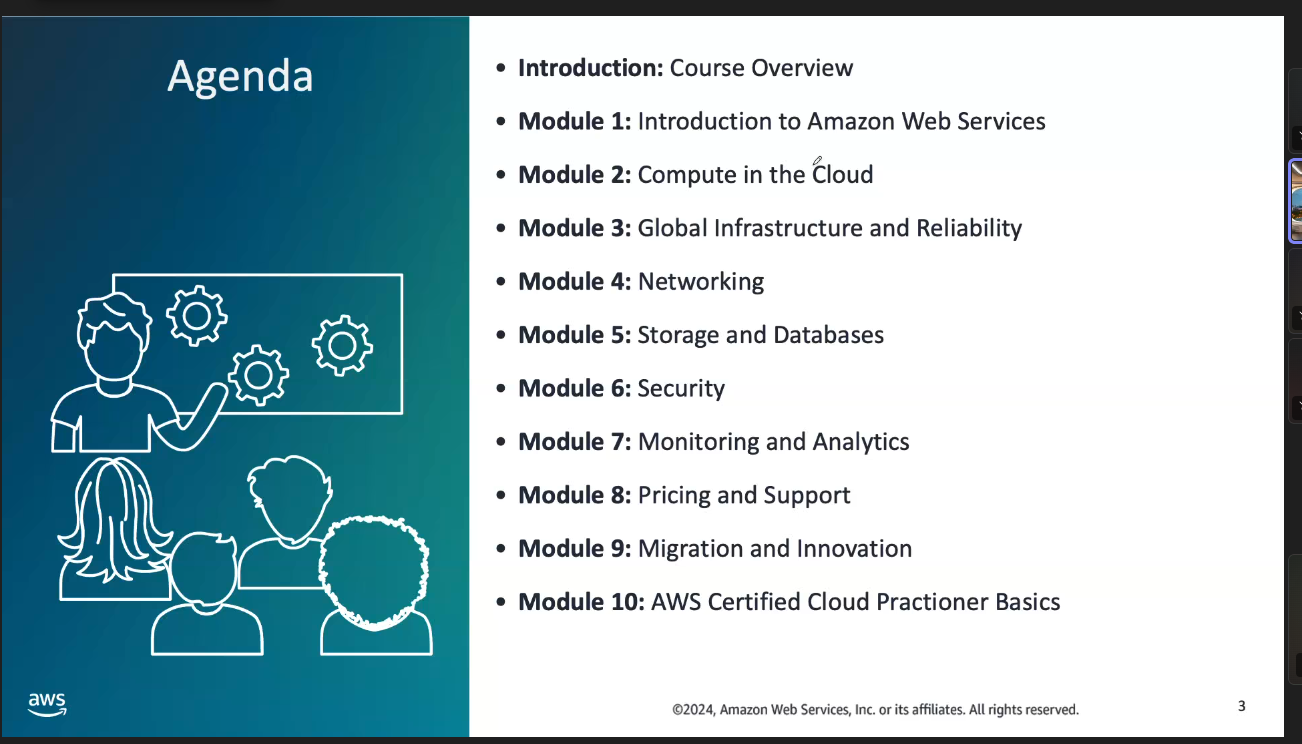 Agenda
• Introduction: Course Overview
• Module 1: Introduction to Amazon Web Services
• Module 2: Compute in the Cloud
• Module 3: Global Infrastructure and Reliability
• Module 4: Networking
• Module 5: Storage and Databases
• Module 6: Security
• Module 7: Monitoring and Analytics
• Module 8: Pricing and Support
• Module 9: Migration and Innovation
• Module 10: AWS Certified Cloud Practioner Basics
aws
©2024, Amazon Web Services, Inc. or its affiliates. All rights reserved.
3